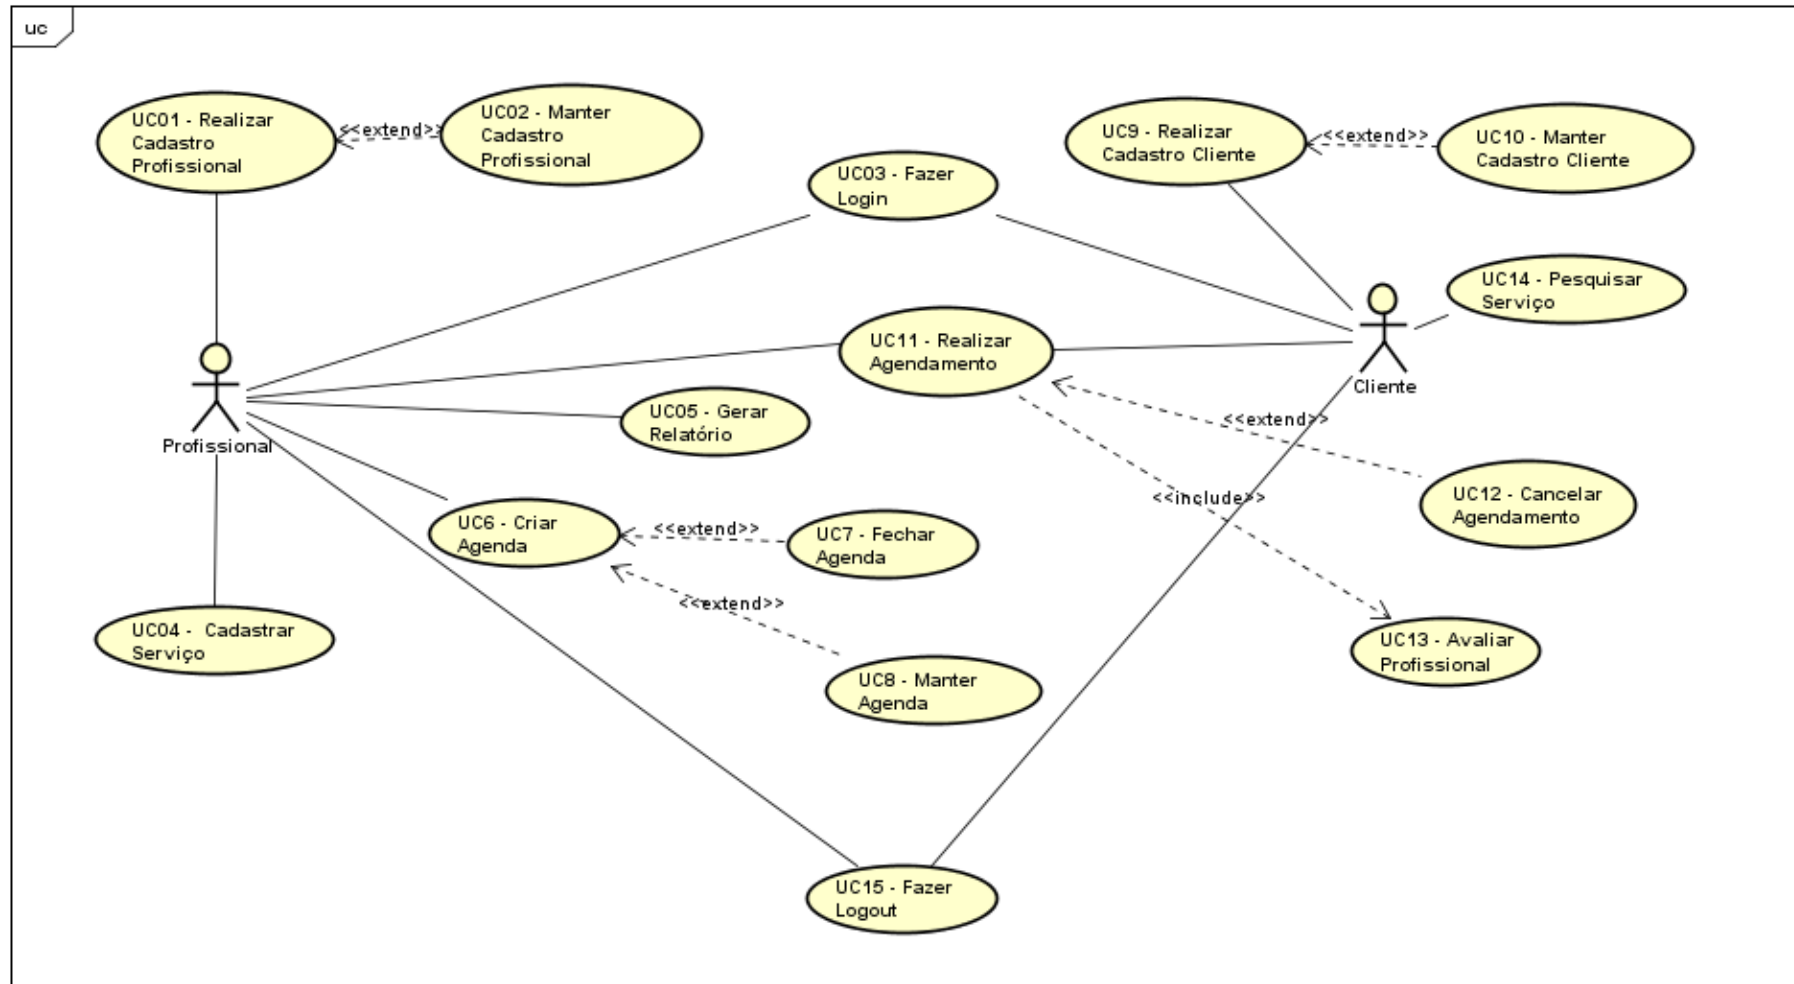 uc
UC01 - Realizar
Cadastro
Profissional
<<extend>>
UC02 - Manter
Cadastro
Profissional
UC03 - Fazer
Login
UC9 - Realizar
Cadastro Cliente
<<extend>>
UC10 - Manter
Cadastro Cliente
UC14 - Pesquisar
Serviço
UC11 - Realizar
Agendamento
Cliente
Profissional
UC05 - Gerar
Relatório
<<extend>>
<<include>>
UC12 - Cancelar
Agendamento
UC6 - Criar
Agenda
<<extend>>
UC7 - Fechar
Agenda
<<extend>>
UC04 - Cadastrar
Serviço
UC8 - Manter
Agenda
UC13 - Avaliar
Profissional
UC15 - Fazer
Logout